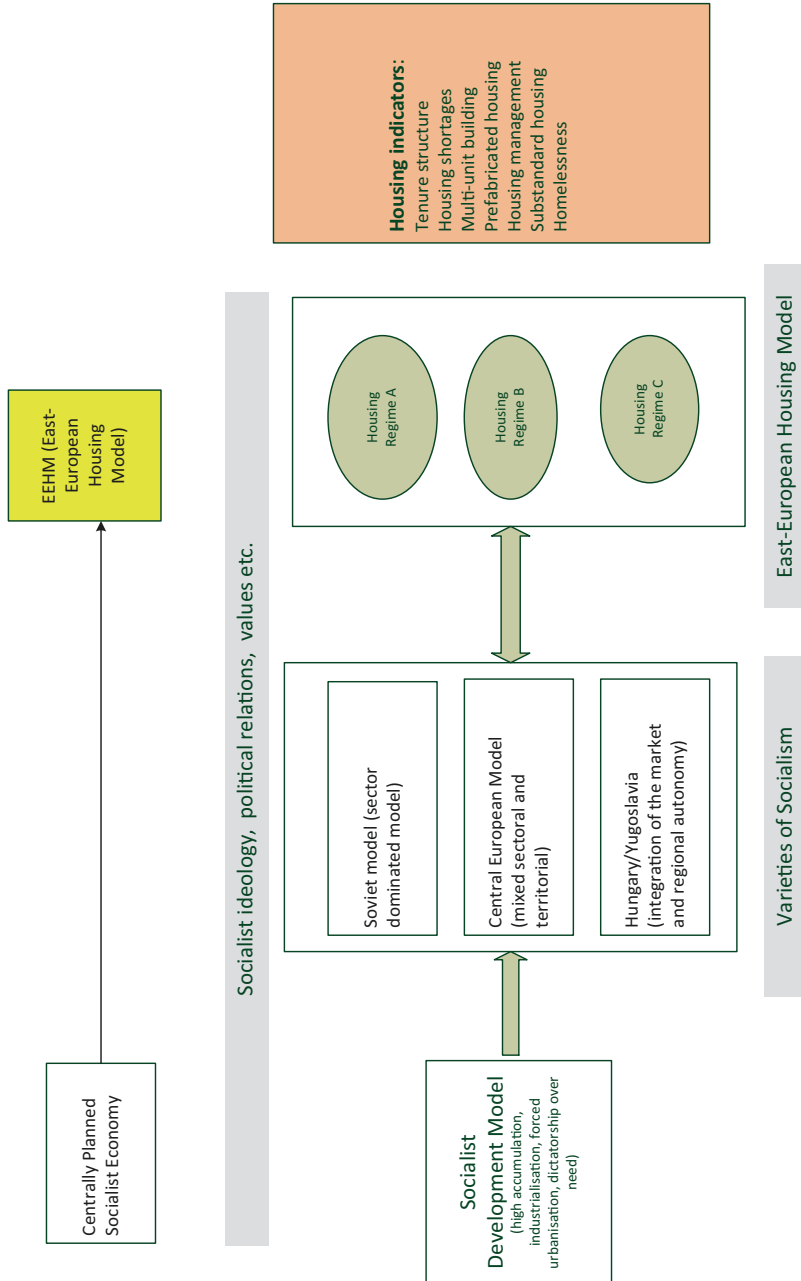 Centrally Planned
Socialist Economy
EEHM (East-
European
Housing
Model)
Socialist ideology, political relations, values etc.
Socialist
Development Model
(high accumulation,
industrialisation, forced
urbanisation, dictatorship over
need)
Soviet model (sector
dominated model)
Central European Model
(mixed sectoral and
territorial)
Hungary/Yugoslavia
(integration of the market
and regional autonomy)
Housing
Regime A
Housing
Regime B
Housing
Regime C
Housing indicators:
Tenure structure
Housing shortages
Multi-unit building
Prefabricated housing
Housing management
Substandard housing
Homelessness
Varieties of Socialism
East-European Housing Model